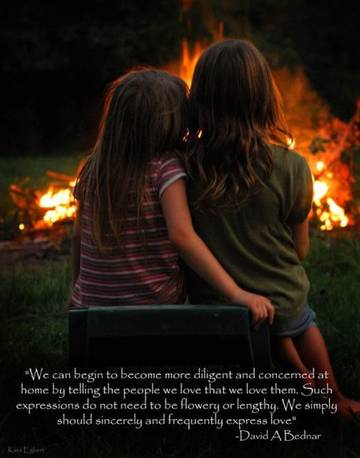 "We can begin to become more diligent and concerned at
home by telling the people we love that we love them. Such
expressions do not need to be flowery or lengthy. We simply
should sincerely and frequently express love"
-David A Bednar
Kara Egbert